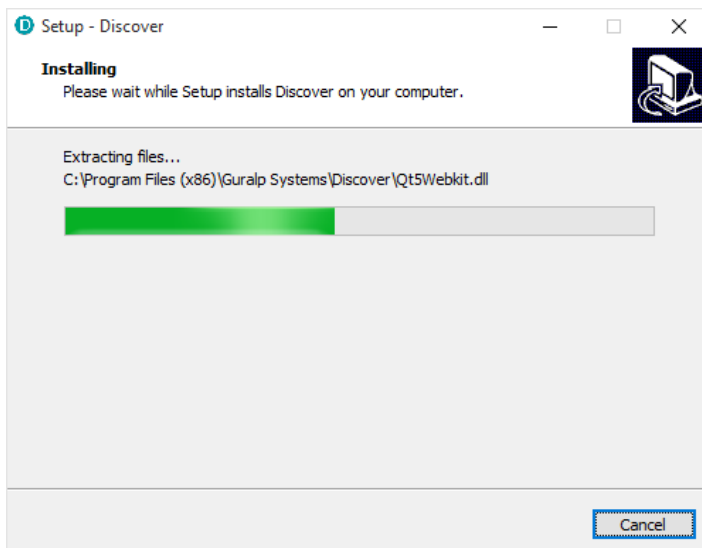 Setup - Discover
Installing
Please wait while Setup installs Discover on your computer.
Extracting files...
C:\Program Files (x86)\Guralp Systems\Discover\Qt5Webkit.dll
Cancel